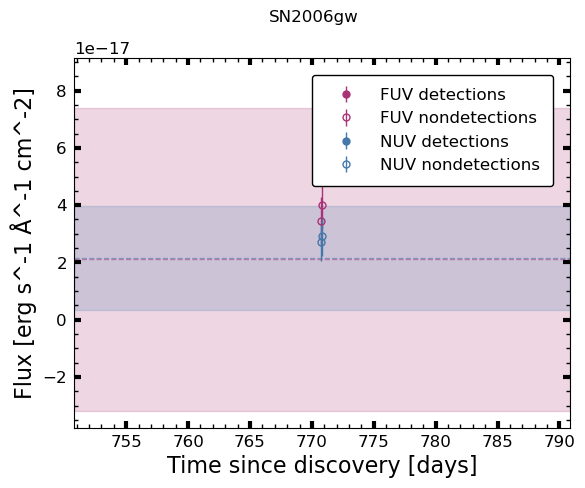 SN2006gw
1e−17
FUV detections
FUV nondetections
NUV detections
NUV nondetections
8
6
4
2
0
−2
Flux [erg s^-1 Å^-1 cm^-2]
755 760 765 770 775 780 785 790
Time since discovery [days]